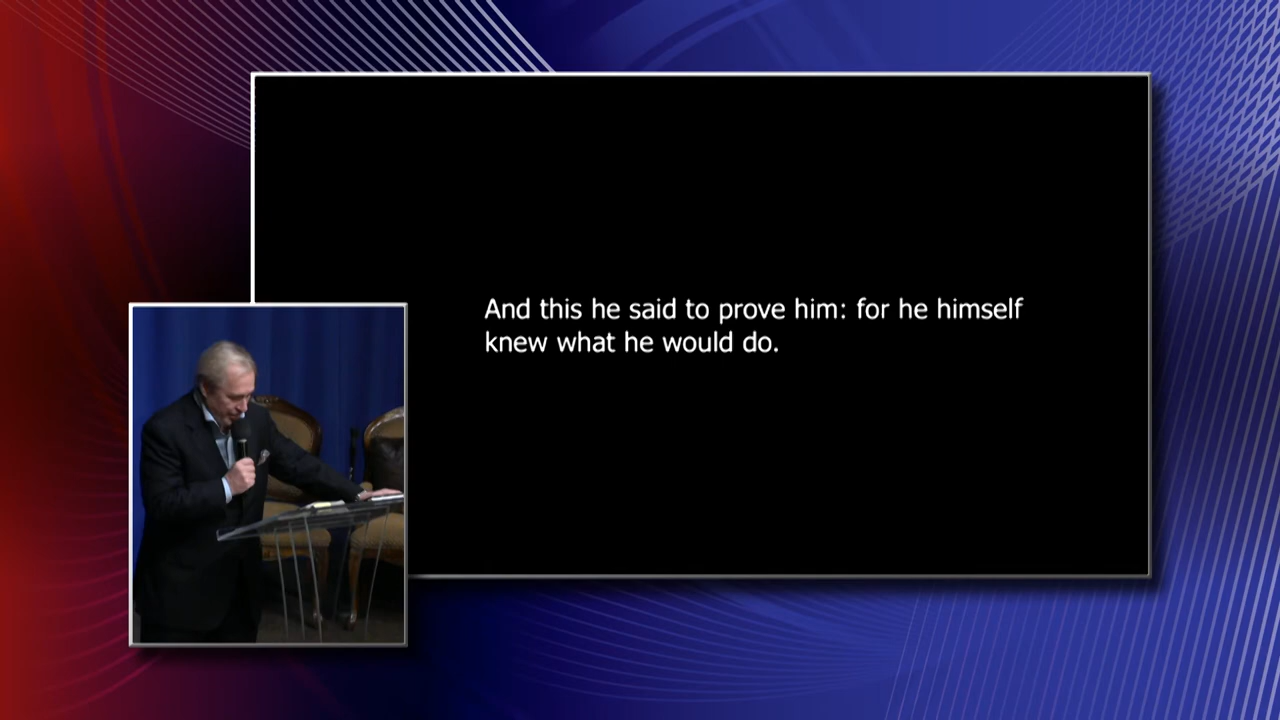 And this he said to prove him: for he himself
knew what he would do.